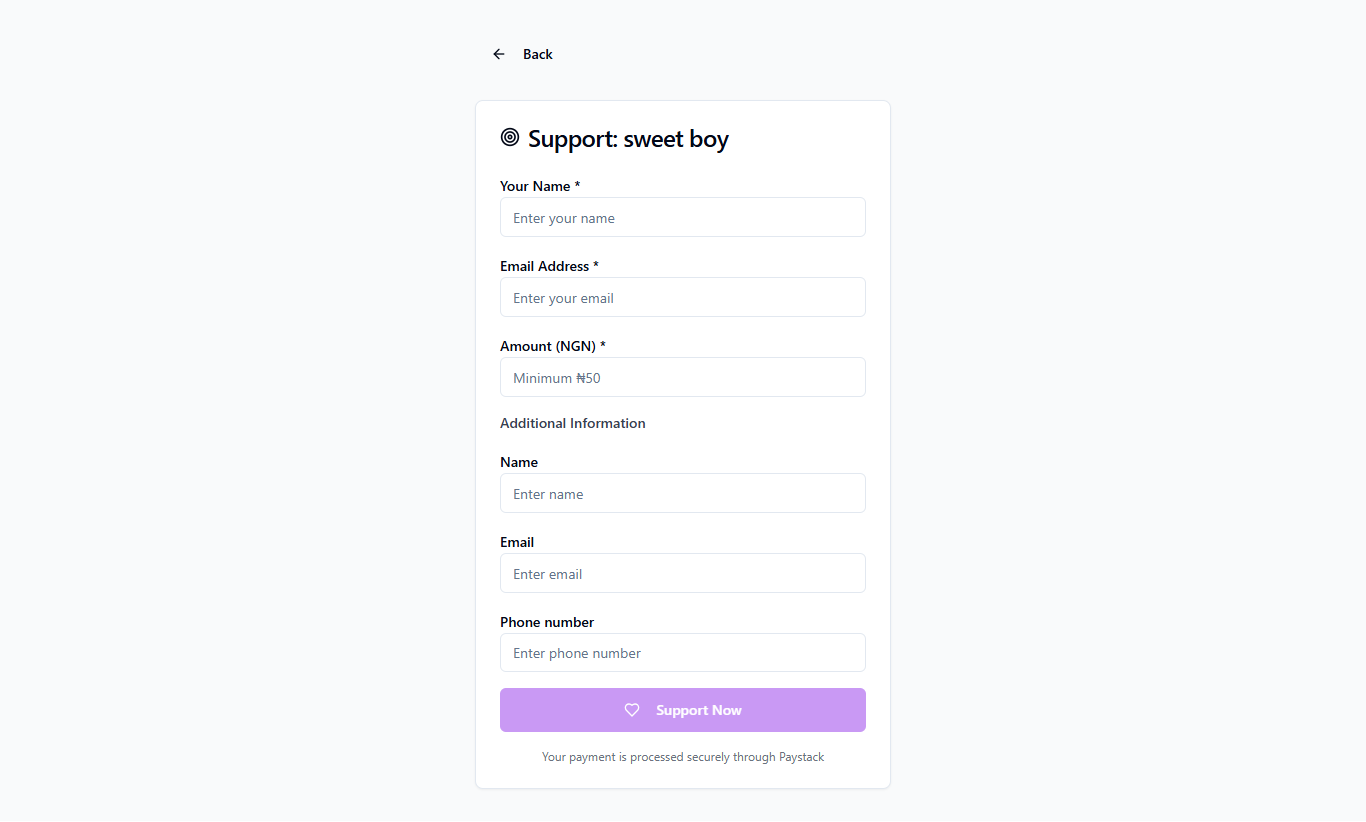 Back
Support: sweet boy
Your Name *
Enter your name
Email Address *
Enter your email
Amount (NGN) *
Minimum ₦50
Additional Information
Name
Enter name
Email
Enter email
Phone number
Enter phone number
Support Now
Your payment is processed securely through Paystack